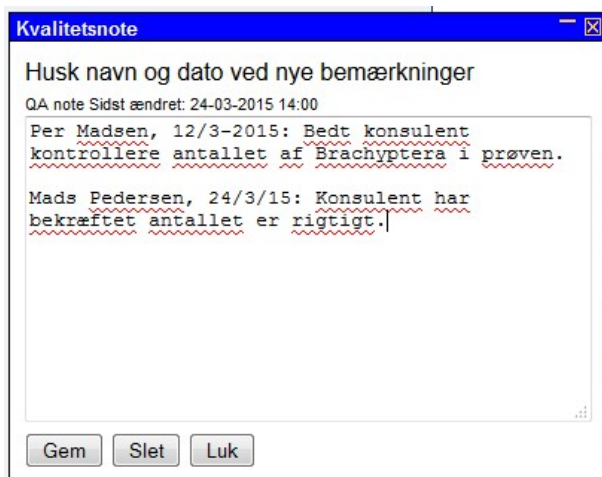 Kvalitetsnote
Husk navn og dato ved nye bemærkninger
QA note Sidst ændret: 24-03-2015 14:00
Per Madsen, 12/3-2015: Bedt konsulent
kontrollere antallet af Brachyptera i prøven.
Mads Pedersen, 24/3/15: Konsulent har
bekræftet antallet er rigtigt.
Gem Slet Luk